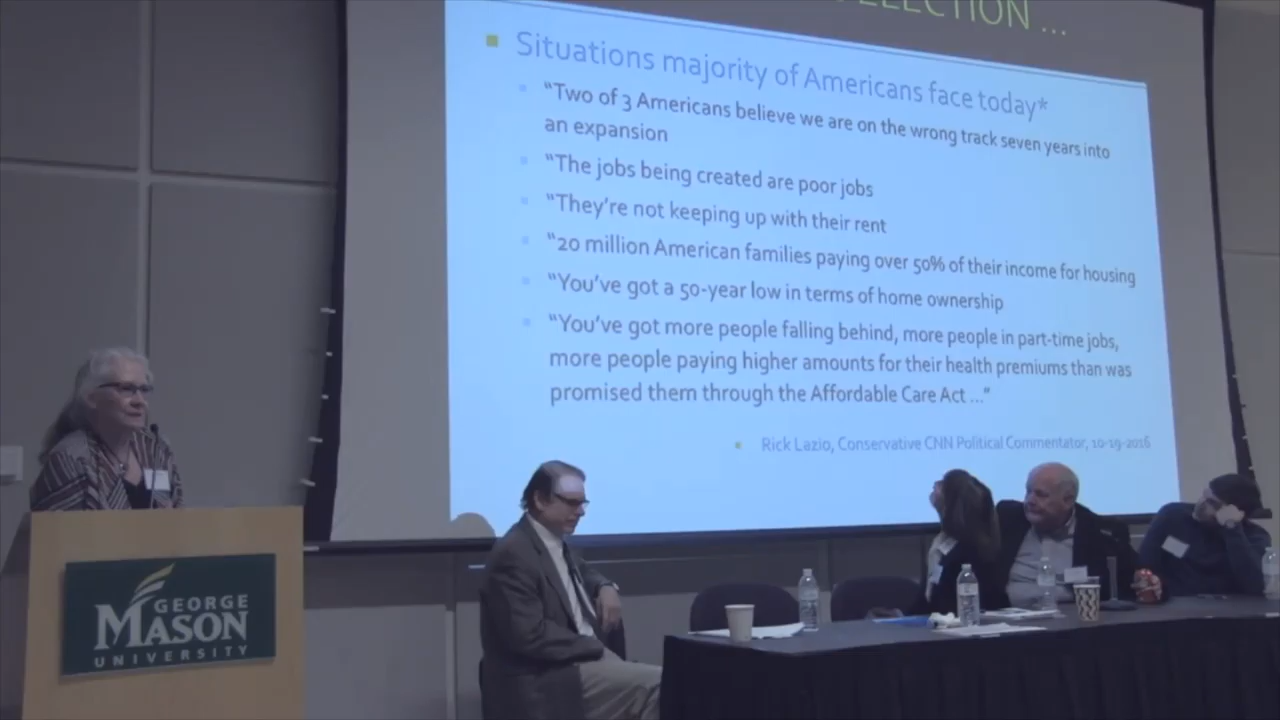 ELECTION ...
Situations majority of Americans face today*
“Two of 3 Americans believe we are on the wrong track seven years into
an expansion
“The jobs being created are poor jobs
“They’re not keeping up with their rent
“20 million American families paying over 50% of their income for housing
“You’ve got a 50-year low in terms of home ownership
“You’ve got more people falling behind, more people in part-time jobs,
more people paying higher amounts for their health premiums than was
promised them through the Affordable Care Act ...”
Rick Lazio, Conservative CNN Political Commentator, 10-19-2016
GEORGE
MASON
UNIVERSITY